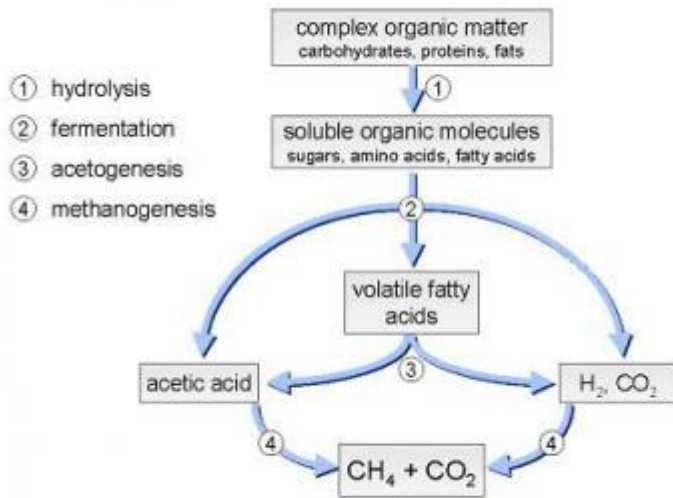 complex organic matter
carbohydrates, proteins, fats
① hydrolysis
② fermentation
③ acetogenesis
④ methanogenesis
①
soluble organic molecules
sugars, amino acids, fatty acids
②
volatile fatty
acids
acetic acid
③
H₂, CO₂
④
④
CH₄ + CO₂